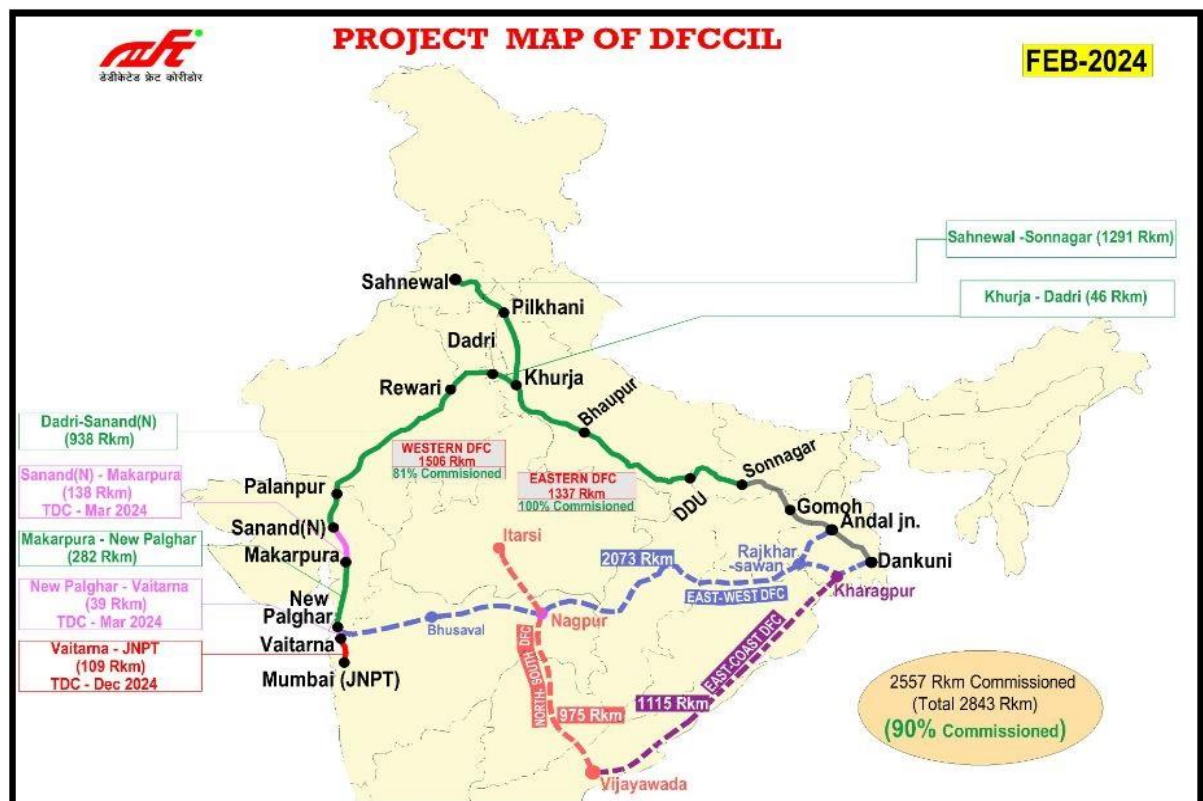 PROJECT MAP OF DFCCIL
डेडीकेटेड फ्रेट कोरीडोर
FEB-2024
Sahnewal -Sonnagar (1291 Rkm)
Khurja - Dadri (46 Rkm)
Sahnewal
Pilkhani
Dadri
Khurja
Rewari
Bhaupur
Dadri-Sanand(N)
(938 Rkm)
WESTERN DFC
1506 Rkm
81% Commisioned
EASTERN DFC
1337 Rkm
100% Commisioned
Sanand(N) - Makarpura
(138 Rkm)
TDC - Mar 2024
Palanpur
DDU
Sonnagar
Gomoh
Andal jn.
Sanand(N)
Makarpura - New Palghar
(282 Rkm)
Makarpura
Itarsi
2073 Rkm
Rajkhar
-sawan
Dankuni
EAST-WEST DFC
Kharagpur
New Palghar - Vaitarna
(39 Rkm)
TDC - Mar 2024
New
Palghar
Bhusaval
Nagpur
Vaitarna
Vaitarna - JNPT
(109 Rkm)
TDC - Dec 2024
Mumbai (JNPT)
NORTH- SOUTH DFC
EAST-COAST DFC
975 Rkm
1115 Rkm
2557 Rkm Commissioned
(Total 2843 Rkm)
(90% Commissioned)
Vijayawada